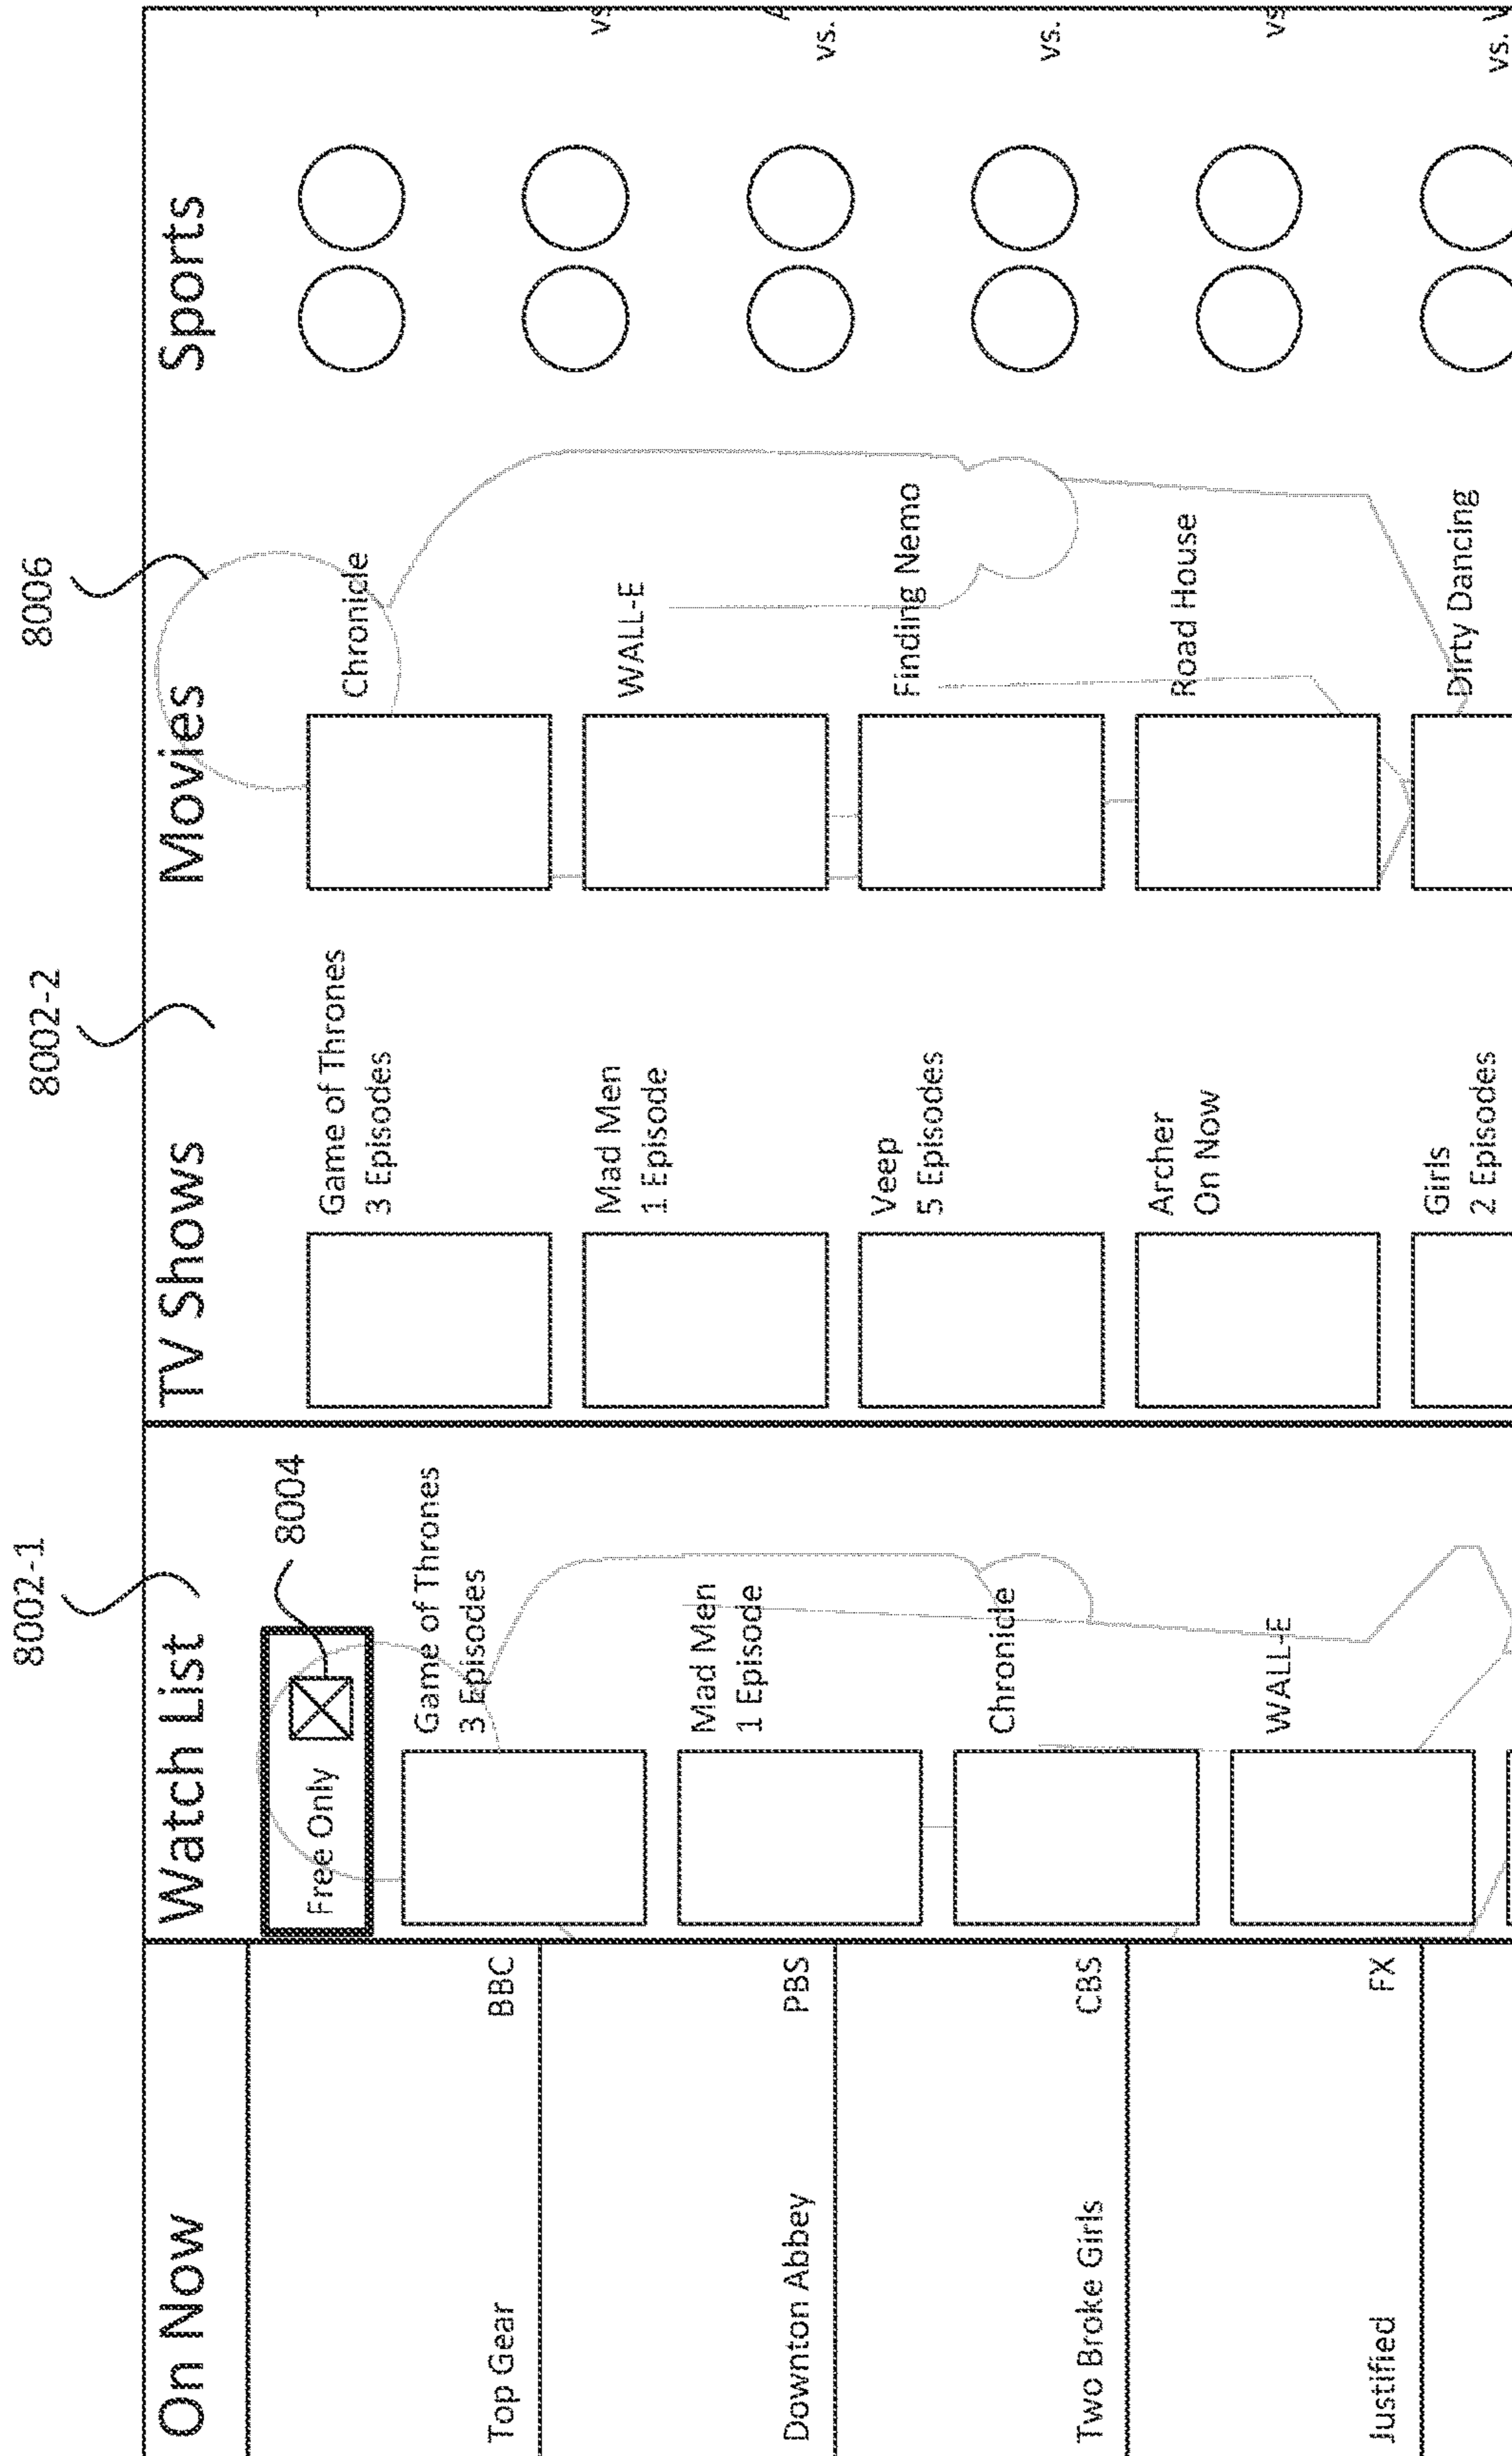 8002-1
8002-2
8006
On Now
Top Gear
BBC
Downton Abbey
PBS
Two Broke Girls
CBS
Justified
FX
Watch List
Free Only
8004
Game of Thrones
3 Episodes
Mad Men
1 Episode
Chronicle
WALL-E
TV Shows
Game of Thrones
3 Episodes
Mad Men
1 Episode
Veep
5 Episodes
Archer
On Now
Girls
2 Episodes
Movies
Chronicle
WALL-E
Finding Nemo
Road House
Dirty Dancing
Sports
vs.
vs.
vs.